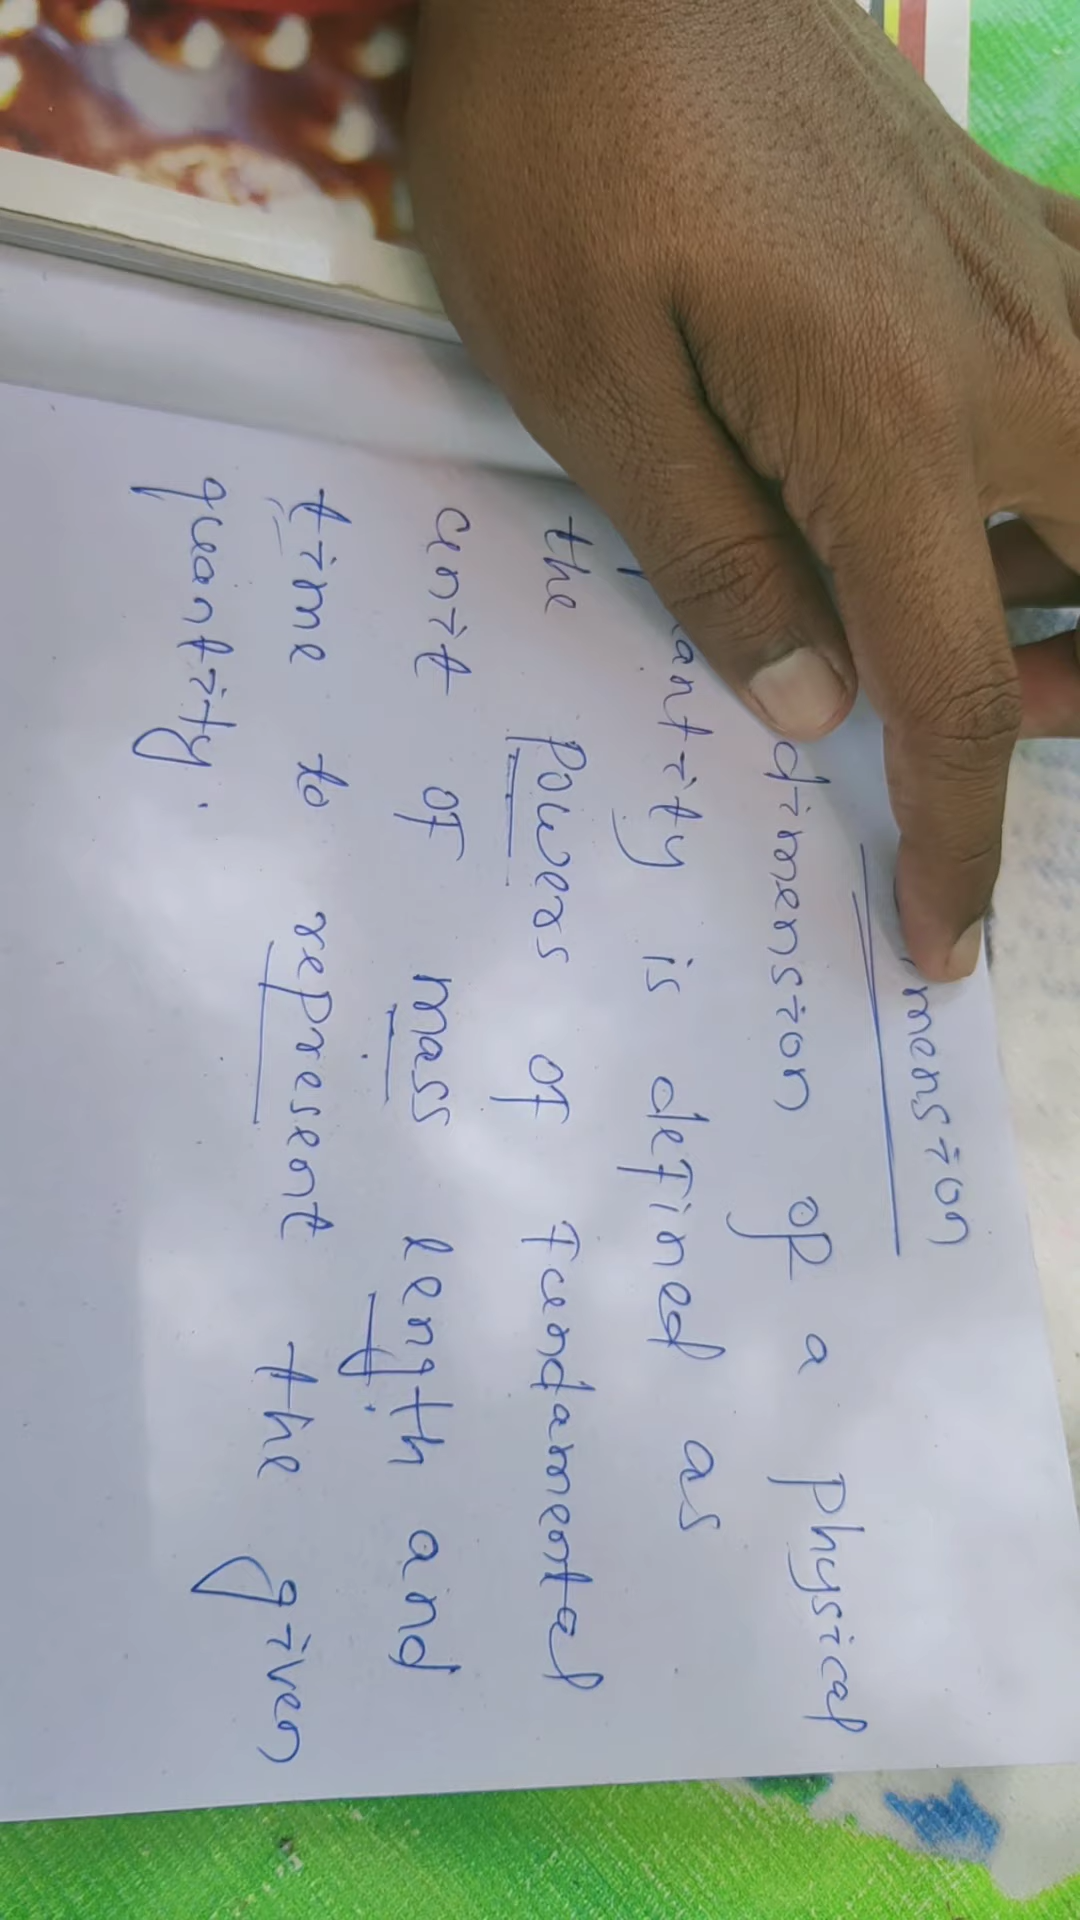 mension
dimension of a physical
antity is defined as
the powers of fundamental
unit of mass length and
time to represent the given
quantity.